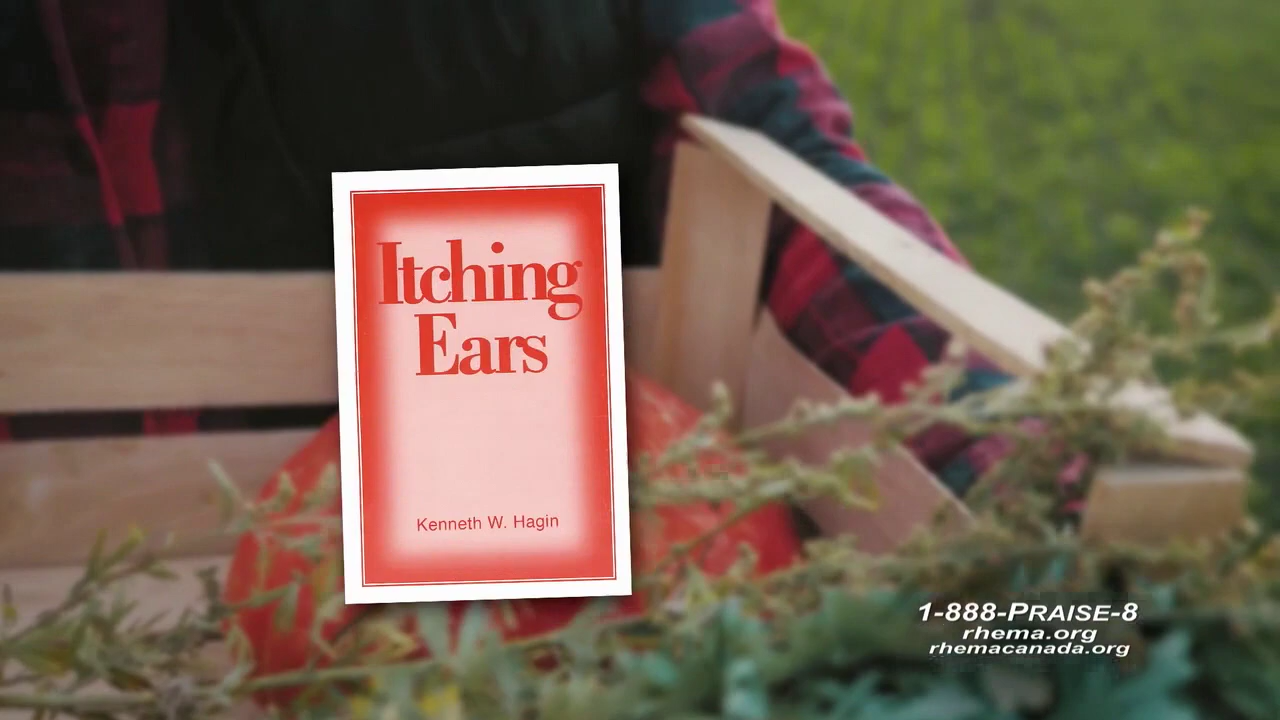 Itching
Ears
Kenneth W. Hagin
1-888-PRAISE-8
rhema.org
rhemacanada.org